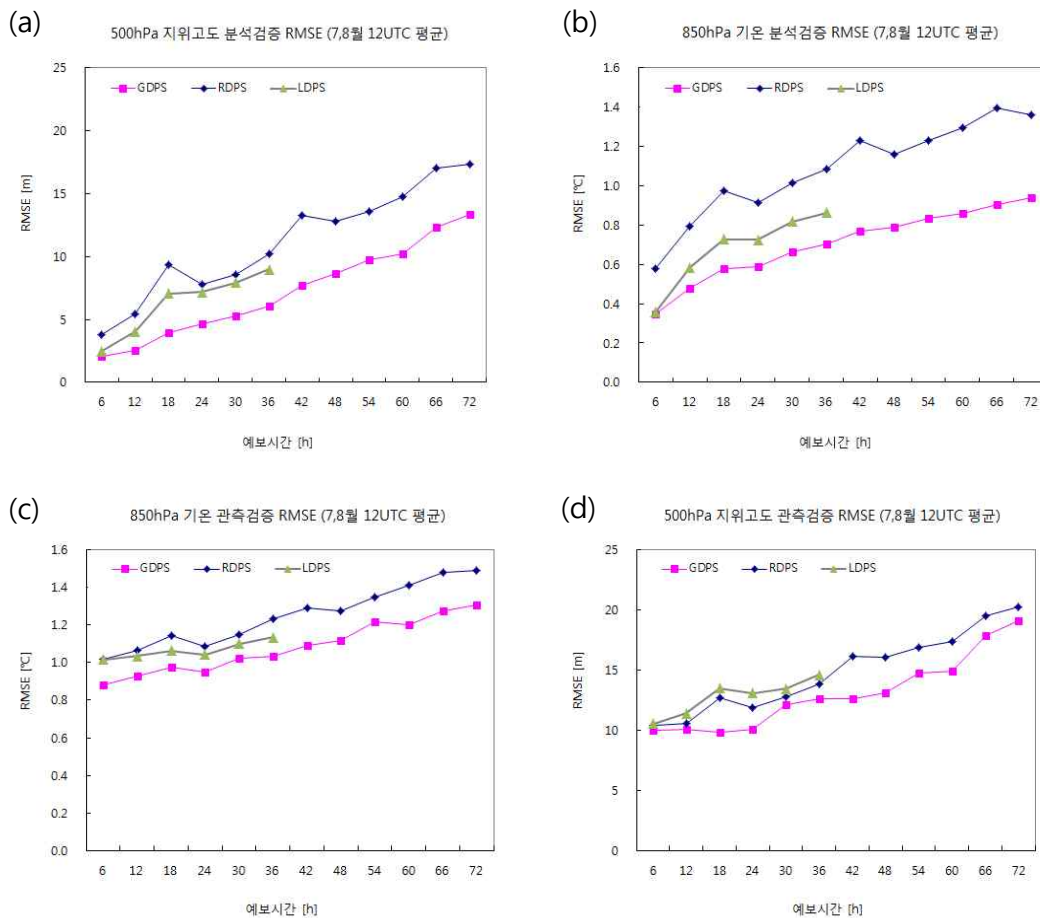 (a)
500hPa 지위고도 분석검증 RMSE (7,8월 12UTC 평균)
25
20
15
10
5
0
RMSE [m]
GDPS RDPS LDPS
6 12 18 24 30 36 42 48 54 60 66 72
예보시간 [h]
(b)
850hPa 기온 분석검증 RMSE (7,8월 12UTC 평균)
1.6
1.4
1.2
1.0
0.8
0.6
0.4
0.2
0.0
RMSE [℃]
GDPS RDPS LDPS
6 12 18 24 30 36 42 48 54 60 66 72
예보시간 [h]
(c)
850hPa 기온 관측검증 RMSE (7,8월 12UTC 평균)
1.6
1.4
1.2
1.0
0.8
0.6
0.4
0.2
0.0
RMSE [℃]
GDPS RDPS LDPS
6 12 18 24 30 36 42 48 54 60 66 72
예보시간 [h]
(d)
500hPa 지위고도 관측검증 RMSE (7,8월 12UTC 평균)
25
20
15
10
5
0
RMSE [m]
GDPS RDPS LDPS
6 12 18 24 30 36 42 48 54 60 66 72
예보시간 [h]